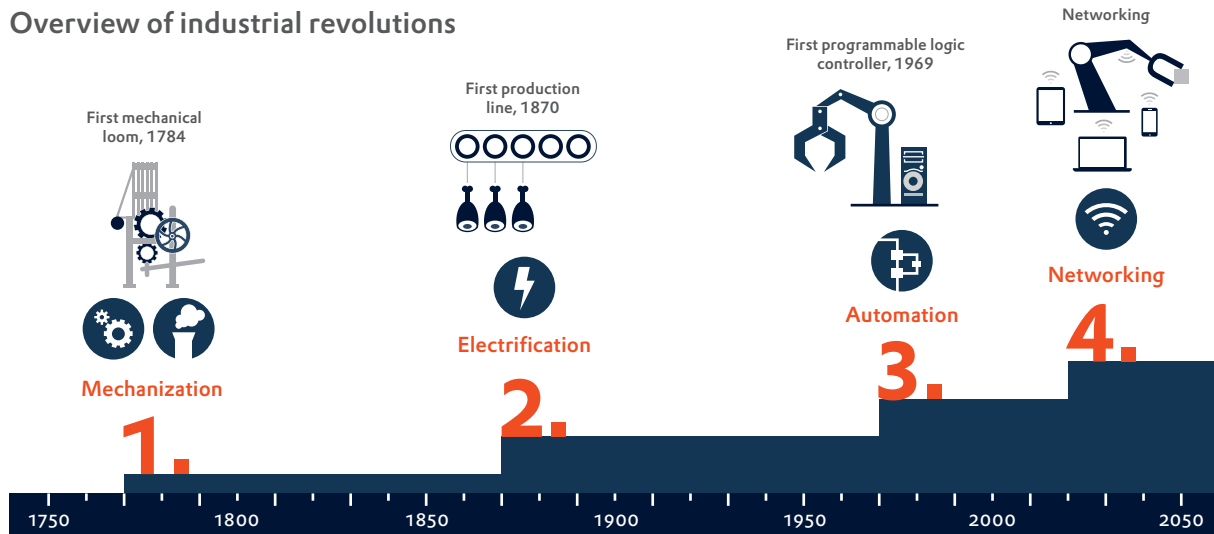 Overview of industrial revolutions
First mechanical
loom, 1784
Mechanization
1.
First production
line, 1870
Electrification
2.
First programmable logic
controller, 1969
Automation
3.
Networking
Networking
4.
1750
1800
1850
1900
1950
2000
2050